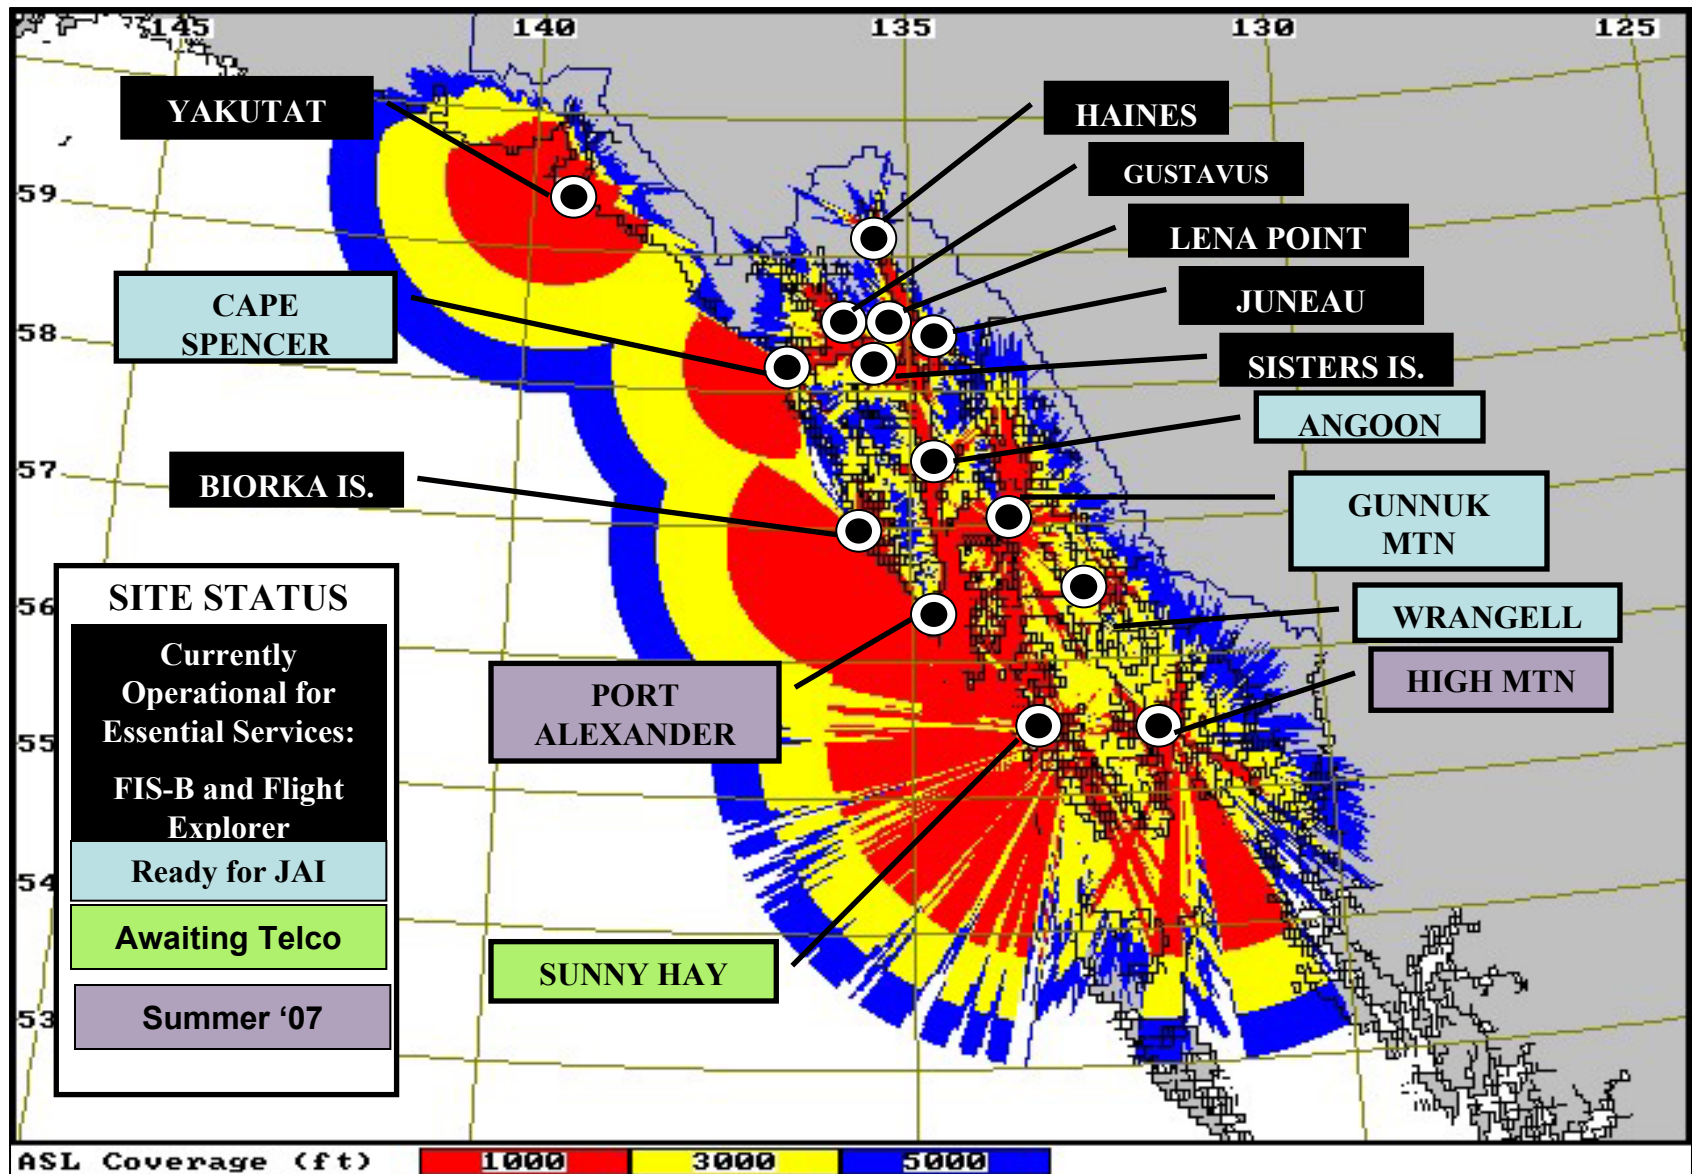 145 140 135 130 125
YAKUTAT
HAINES
GUSTAVUS
LENA POINT
JUNEAU
SISTERS IS.
ANGOON
GUNNUK
MTN
WRANGELL
HIGH MTN
CAPE
SPENCER
BIORKA IS.
PORT
ALEXANDER
SUNNY HAY
59
58
57
56
55
54
53
SITE STATUS
Currently
Operational for
Essential Services:
FIS-B and Flight
Explorer
Ready for JAI
Awaiting Telco
Summer ‘07
ASL Coverage (ft) 1000 3000 5000